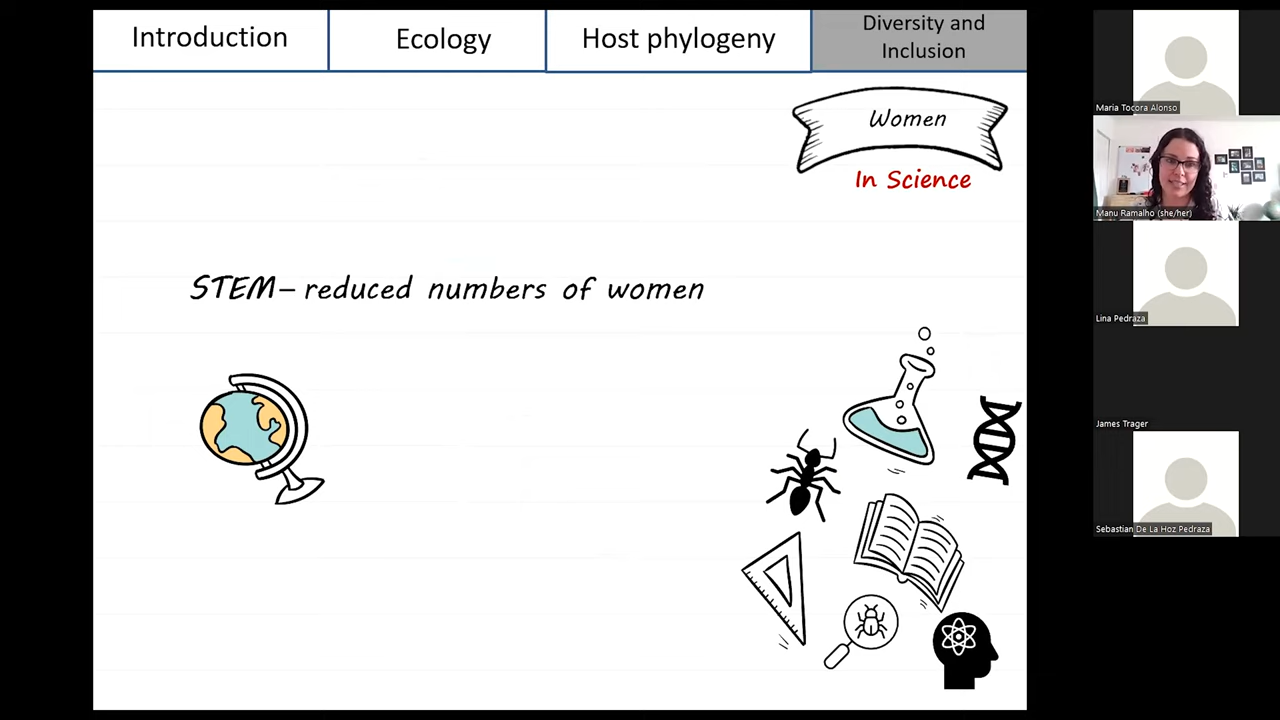 Introduction
Ecology
Host phylogeny
Diversity and
Inclusion
Women
In Science
STEM– reduced numbers of women
Maria Tocora Alonso
Manu Ramalho (she/her)
Lina Pedraza
James Trager
Sebastian De La Hoz Pedraza